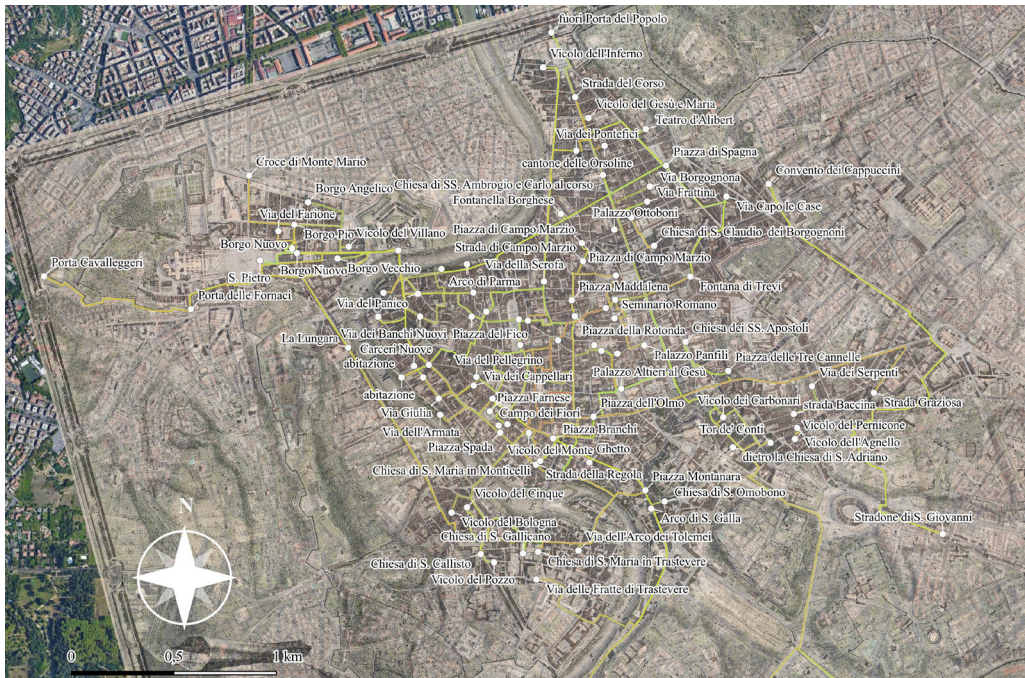 fuori Porta del Popolo
Vicolo dell'Inferno
Strada del Corso
Vicolo del Gesù e Maria
Teatro d'Alibert
Via dei Pontefici
cantone delle Orsoline
Piazza di Spagna
Croce di Monte Mario
Chiesa di SS. Ambrogio e Carlo al corso
Via Borgognona
Convento dei Cappuccini
Borgo Angelico
Fontanella Borghese
Via Frattina
Via Capo le Case
Via del Farione
Palazzo Ottoboni
Borgo Pio
Vicolo del Villano
Piazza di Campo Marzio
Chiesa di S. Claudio dei Borgognoni
Borgo Nuovo
Strada di Campo Marzio
Porta Cavalleggeri
S. Pietro
Borgo Nuovo
Borgo Vecchio
Via della Scrofa
Piazza di Campo Marzio
Arco di Parma
Piazza Maddalena
Fontana di Trevi
Porta delle Fornaci
Via del Panico
Seminario Romano
La Lungara
Via dei Banchi Nuovi
Piazza del Fico
Piazza della Rotonda
Chiesa dei SS. Apostoli
Carceri Nuove
Palazzo Panfili
Piazza delle Tre Cannelle
abitazione
Via del Pellegrino
Palazzo Altieri al Gesù
Via dei Serpenti
Via dei Cappellari
abitazione
Piazza Farnese
Piazza dell'Olmo
Vicolo dei Carbonari
strada Baccina
Strada Graziosa
Via Giulia
Campo dei Fiori
Via dell'Armata
Piazza Branchi
Tor de' Conti
Vicolo del Pernicone
Piazza Spada
Vicolo del Monte
Ghetto
Vicolo dell'Agnello
dietro la Chiesa di S. Adriano
Chiesa di S. Maria in Monticelli
Strada della Regola
Piazza Montanara
Vicolo del Cinque
Chiesa di S. Omobono
N
Vicolo del Bologna
Arco di S. Galla
Stradone di S. Giovanni
Chiesa di S. Gallicano
Via dell'Arco dei Tolemei
Chiesa di S. Callisto
Chiesa di S. Maria in Trastevere
Vicolo del Pozzo
Via delle Fratte di Trastevere
0 0,5 1 km